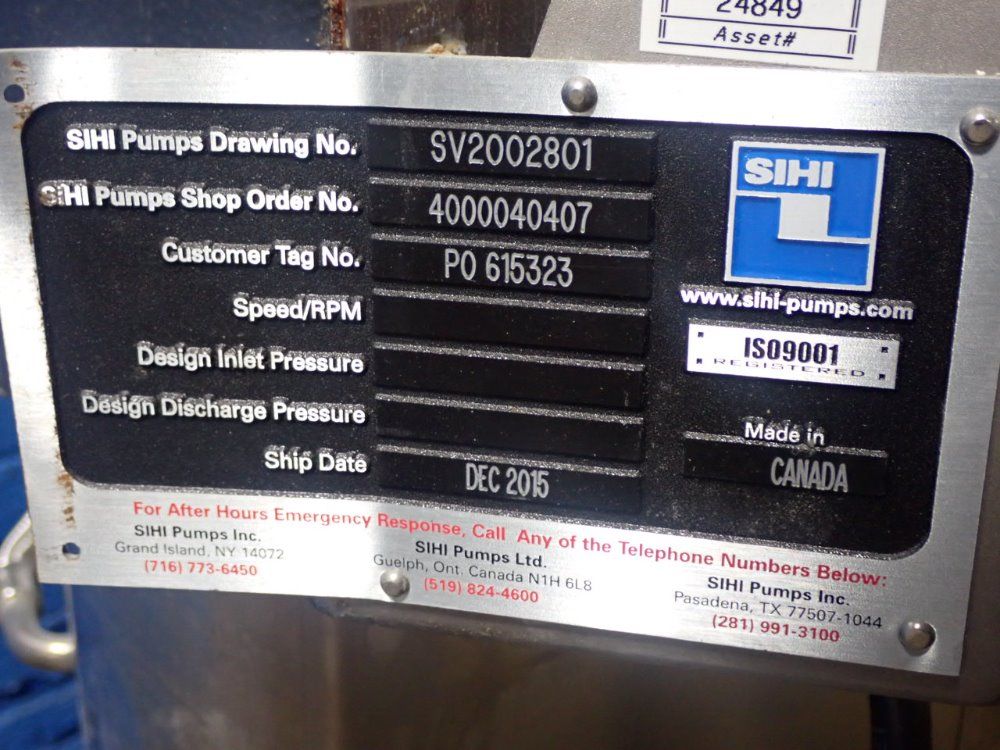 24849
Asset#
SIHI Pumps Drawing No. SV2002801
SIHI Pumps Shop Order No. 4000040407
Customer Tag No. PO 615323
Speed/RPM
Design Inlet Pressure
Design Discharge Pressure
Ship Date DEC 2015
SIHI
www.sihi-pumps.com
ISO9001
REGISTERED
Made in
CANADA
For After Hours Emergency Response, Call Any of the Telephone Numbers Below:
SIHI Pumps Inc.
Grand Island, NY 14072
(716) 773-6450
SIHI Pumps Ltd.
Guelph, Ont. Canada N1H 6L8
(519) 824-4600
SIHI Pumps Inc.
Pasadena, TX 77507-1044
(281) 991-3100